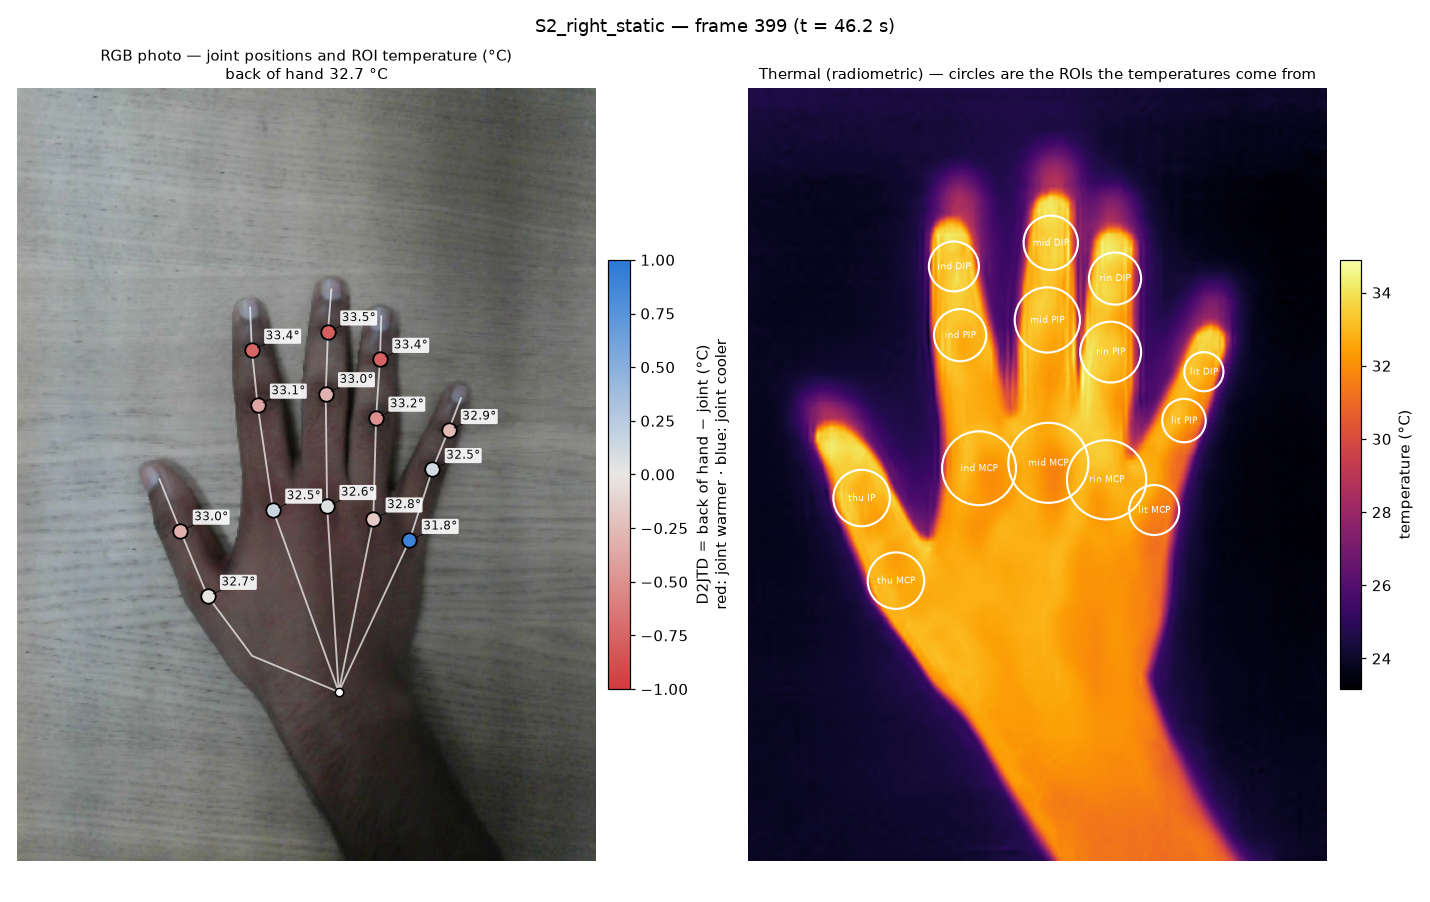 S2_right_static — frame 399 (t = 46.2 s)
RGB photo — joint positions and ROI temperature (°C)
back of hand 32.7 °C
33.5°
33.4°
33.4°
33.0°
33.1°
33.2°
32.9°
32.5°
32.5°
32.6°
32.8°
33.0°
31.8°
32.7°
1.00
0.75
0.50
0.25
0.00
−0.25
−0.50
−0.75
−1.00
D2JTD = back of hand − joint (°C)
red: joint warmer · blue: joint cooler
Thermal (radiometric) — circles are the ROIs the temperatures come from
mid DIP
ind DIP
rin DIP
mid PIP
ind PIP
rin PIP
lit DIP
lit PIP
ind MCP
mid MCP
rin MCP
thu IP
lit MCP
thu MCP
34
32
30
28
26
24
temperature (°C)